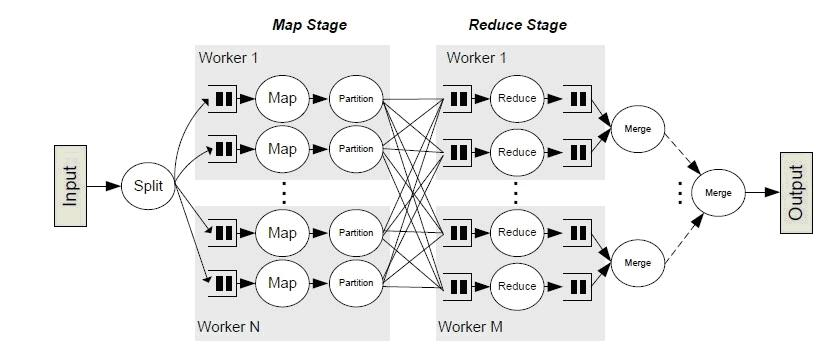 Map Stage
Reduce Stage
Worker 1
Worker 1
Map
Partition
Reduce
Map
Partition
Reduce
Merge
Input
Split
Merge
Output
Map
Partition
Reduce
Merge
Map
Partition
Reduce
Worker N
Worker M